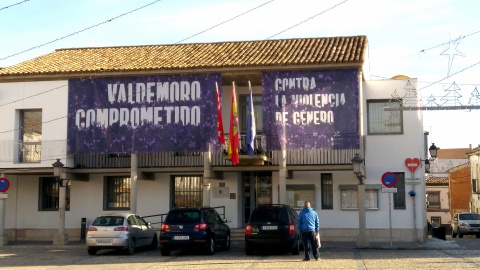 VALDEMORO
COMPROMETIDO
CONTRA
LA VIOLENCIA
DE GÉNERO